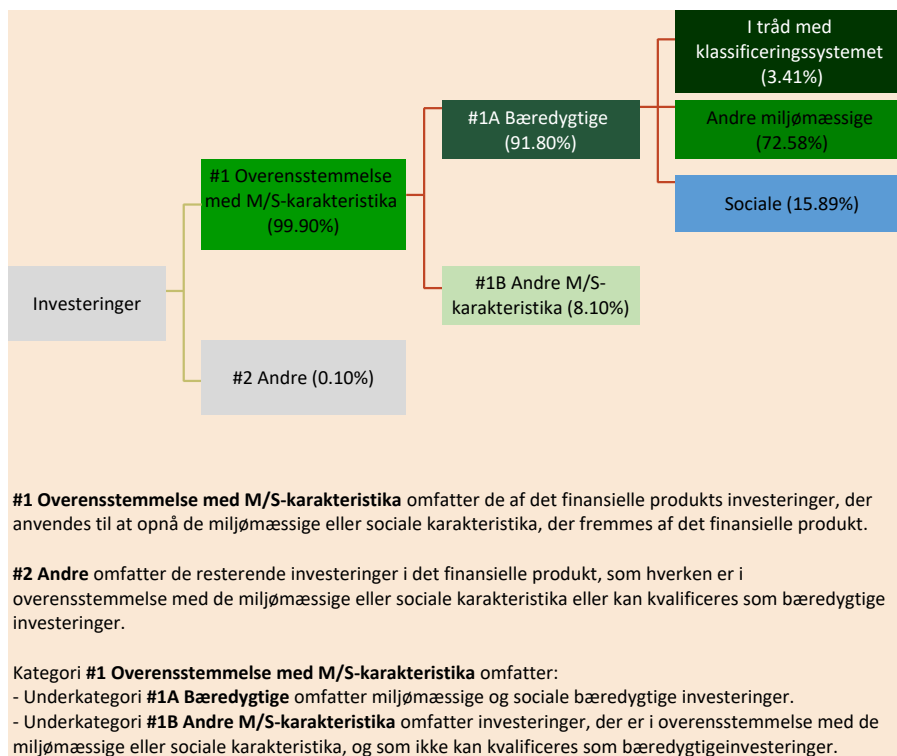 I tråd med
klassificeringssystemet
(3.41%)
#1A Bæredygtige
(91.80%)
Andre miljømæssige
(72.58%)
#1 Overensstemmelse
med M/S-karakteristika
(99.90%)
Sociale (15.89%)
#1B Andre M/S-
karakteristika (8.10%)
Investeringer
#2 Andre (0.10%)
#1 Overensstemmelse med M/S-karakteristika omfatter de af det finansielle produkts investeringer, der
anvendes til at opnå de miljømæssige eller sociale karakteristika, der fremmes af det finansielle produkt.
#2 Andre omfatter de resterende investeringer i det finansielle produkt, som hverken er i
overensstemmelse med de miljømæssige eller sociale karakteristika eller kan kvalificeres som bæredygtige
investeringer.
Kategori #1 Overensstemmelse med M/S-karakteristika omfatter:
- Underkategori #1A Bæredygtige omfatter miljømæssige og sociale bæredygtige investeringer.
- Underkategori #1B Andre M/S-karakteristika omfatter investeringer, der er i overensstemmelse med de
miljømæssige eller sociale karakteristika, og som ikke kan kvalificeres som bæredygtigeinvesteringer.